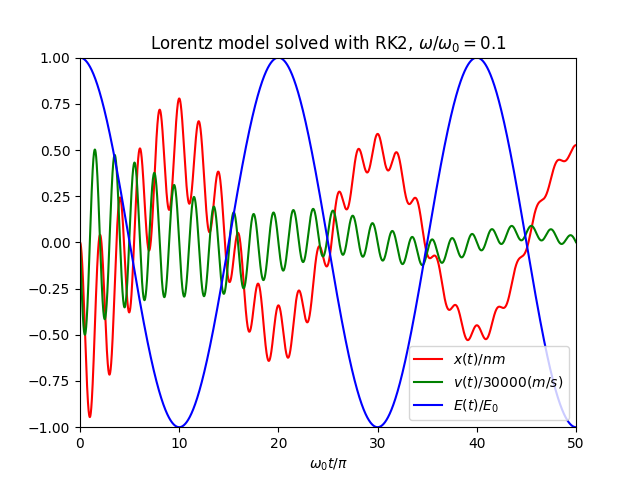 Lorentz model solved with RK2, ω/ω₀ = 0.1
1.00
0.75
0.50
0.25
0.00
−0.25
−0.50
−0.75
−1.00
0 10 20 30 40 50
ω₀t/π
x(t)/nm
v(t)/30000(m/s)
E(t)/E₀